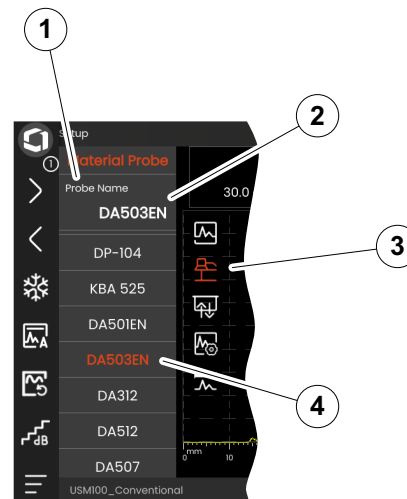 1
2
3
4
Setup
1
Material Probe
Probe Name
DA503EN
30.0
DP-104
KBA 525
DA501EN
DA503EN
DA312
DA512
DA507
A
dB
mm
0
10
USM100_Conventional